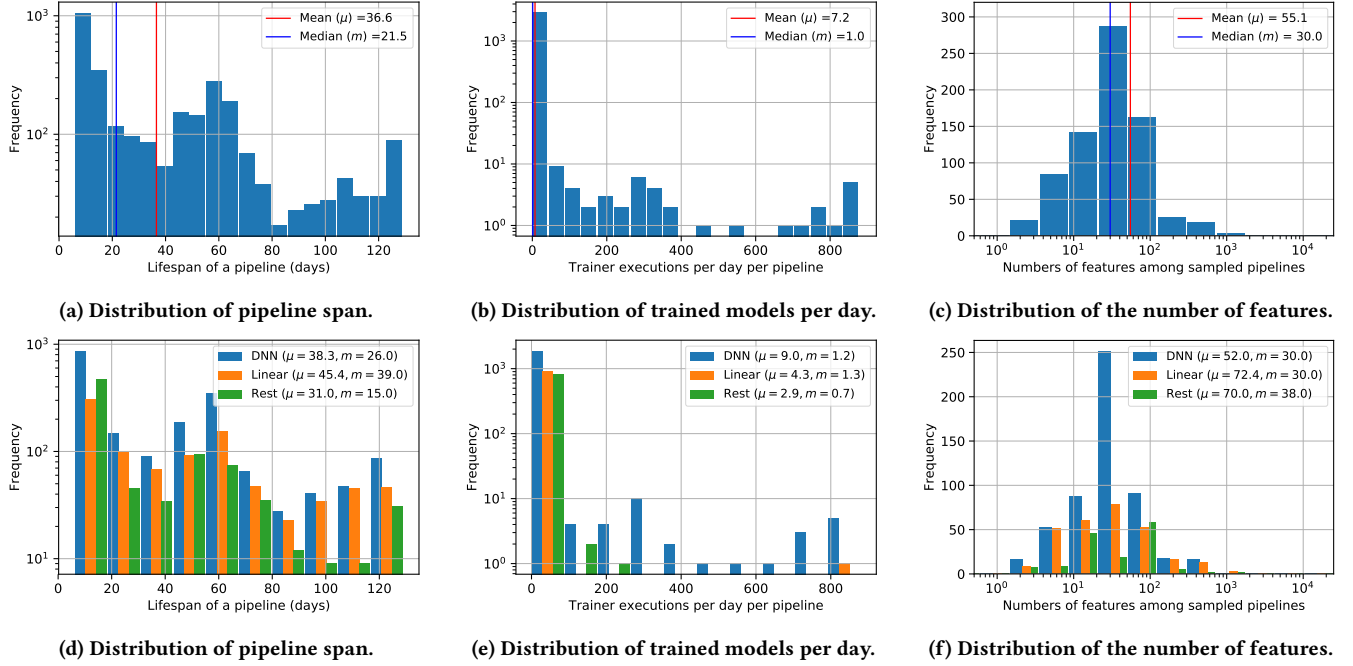 Mean (μ) =36.6
Median (m) =21.5
10³
10²
Frequency
0 20 40 60 80 100 120
Lifespan of a pipeline (days)
(a) Distribution of pipeline span.
Mean (μ) =7.2
Median (m) =1.0
10³
10²
10¹
10⁰
Frequency
0 200 400 600 800
Trainer executions per day per pipeline
(b) Distribution of trained models per day.
Mean (μ) = 55.1
Median (m) = 30.0
300
250
200
150
100
50
0
Frequency
10⁰ 10¹ 10² 10³ 10⁴
Numbers of features among sampled pipelines
(c) Distribution of the number of features.
DNN (μ = 38.3, m = 26.0)
Linear (μ = 45.4, m = 39.0)
Rest (μ = 31.0, m = 15.0)
10³
10²
10¹
Frequency
0 20 40 60 80 100 120
Lifespan of a pipeline (days)
(d) Distribution of pipeline span.
DNN (μ = 9.0, m = 1.2)
Linear (μ = 4.3, m = 1.3)
Rest (μ = 2.9, m = 0.7)
10³
10²
10¹
10⁰
Frequency
0 200 400 600 800
Trainer executions per day per pipeline
(e) Distribution of trained models per day.
DNN (μ = 52.0, m = 30.0)
Linear (μ = 72.4, m = 30.0)
Rest (μ = 70.0, m = 38.0)
250
200
150
100
50
0
Frequency
10⁰ 10¹ 10² 10³ 10⁴
Numbers of features among sampled pipelines
(f) Distribution of the number of features.